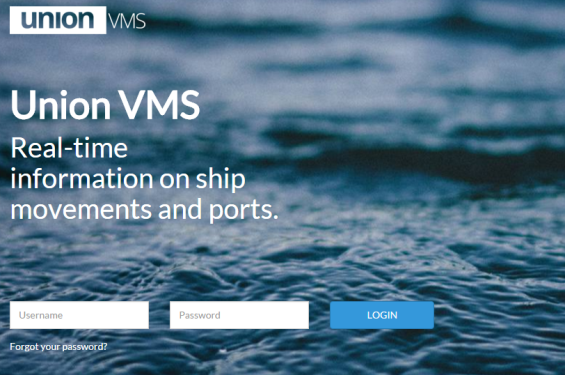 union VMS
Union VMS
Real-time
information on ship
movements and ports.
Username
Password
LOGIN
Forgot your password?